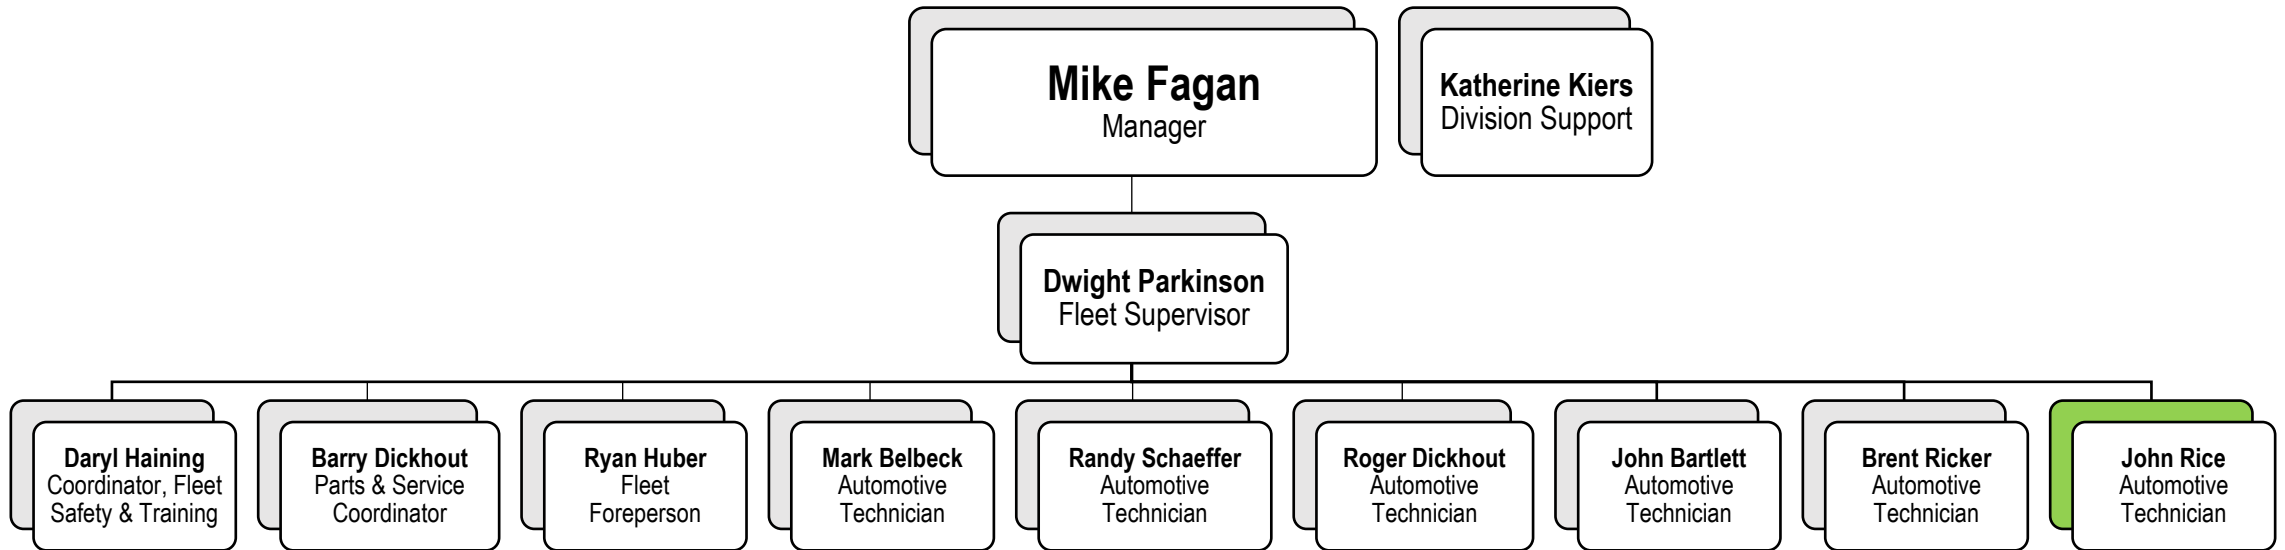 Mike Fagan
Manager
Katherine Kiers
Division Support
Dwight Parkinson
Fleet Supervisor
Daryl Haining
Coordinator, Fleet
Safety & Training
Barry Dickhout
Parts & Service
Coordinator
Ryan Huber
Fleet
Foreperson
Mark Belbeck
Automotive
Technician
Randy Schaeffer
Automotive
Technician
Roger Dickhout
Automotive
Technician
John Bartlett
Automotive
Technician
Brent Ricker
Automotive
Technician
John Rice
Automotive
Technician